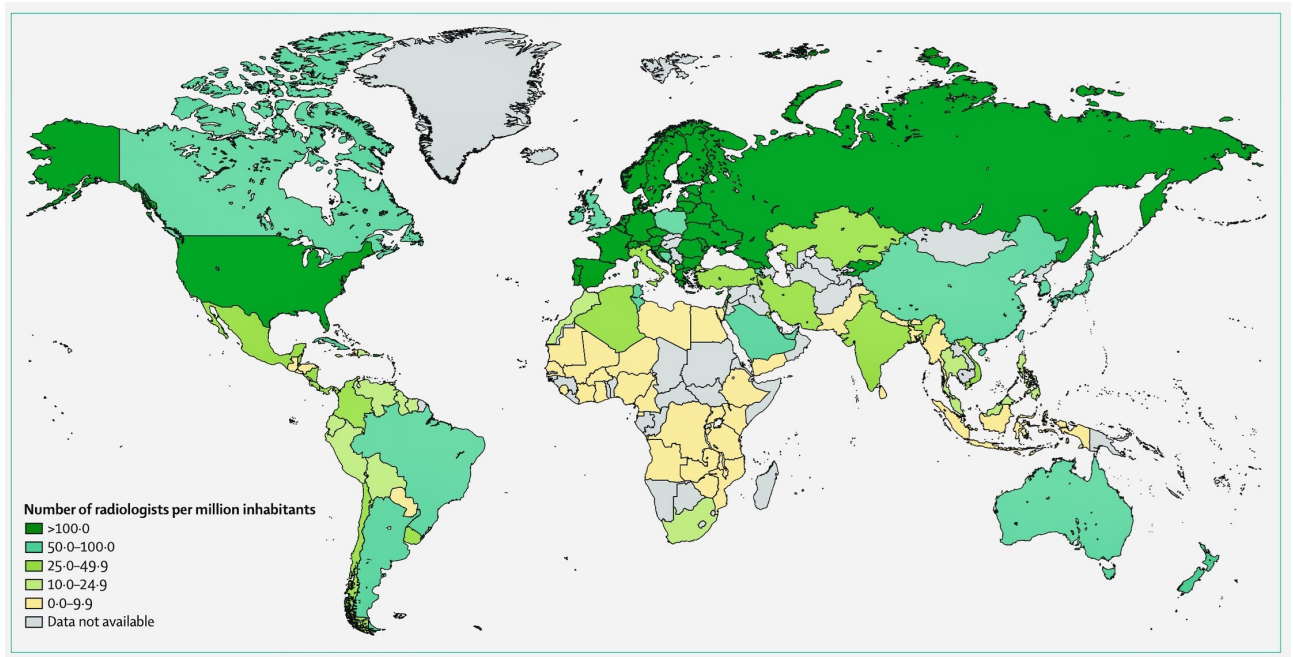 Number of radiologists per million inhabitants
>100·0
50·0–100·0
25·0–49·9
10·0–24·9
0·0–9·9
Data not available